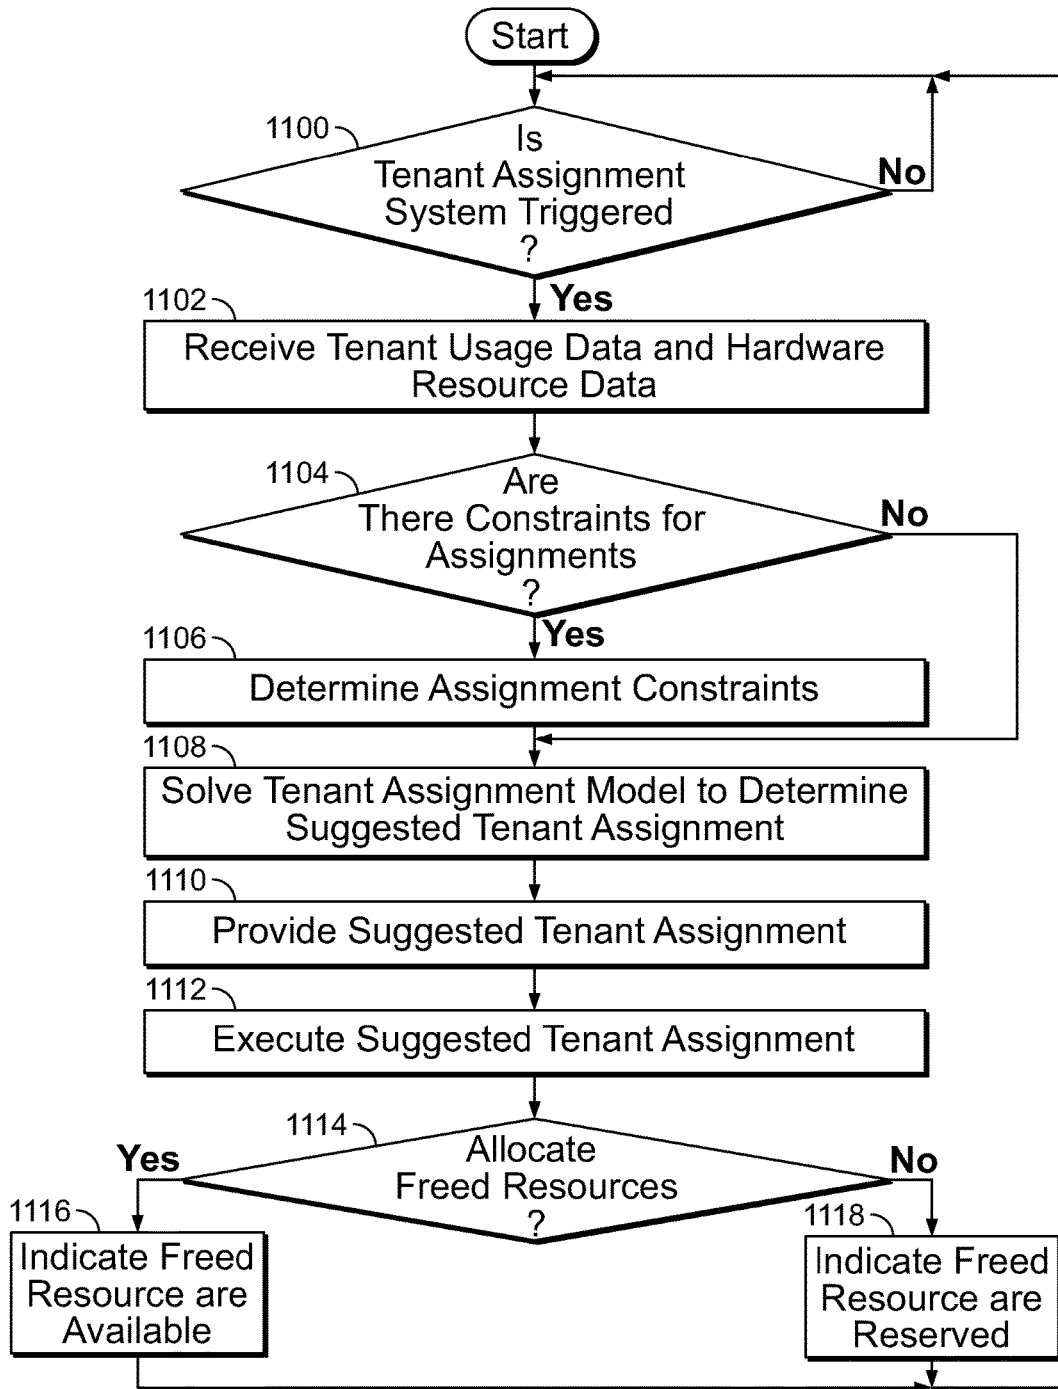 Start
1100
Is
Tenant Assignment
System Triggered
?
No
Yes
1102
Receive Tenant Usage Data and Hardware
Resource Data
1104
Are
There Constraints for
Assignments
?
No
Yes
1106
Determine Assignment Constraints
1108
Solve Tenant Assignment Model to Determine
Suggested Tenant Assignment
1110
Provide Suggested Tenant Assignment
1112
Execute Suggested Tenant Assignment
1114
Allocate
Freed Resources
?
Yes
No
1116
Indicate Freed
Resource are
Available
1118
Indicate Freed
Resource are
Reserved